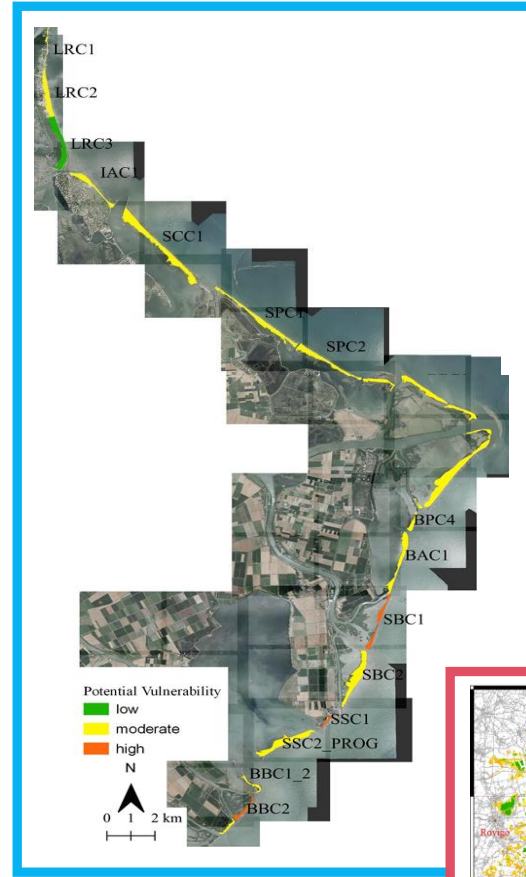 LRC1
LRC2
LRC3
IAC1
SCC1
SPC1
SPC2
BPC4
BAC1
SBC1
SBC2
SSC1
SSC2_PROG
BBC1_2
BBC2
Potential Vulnerability
low
moderate
high
N
0 1 2 km
Rovigo